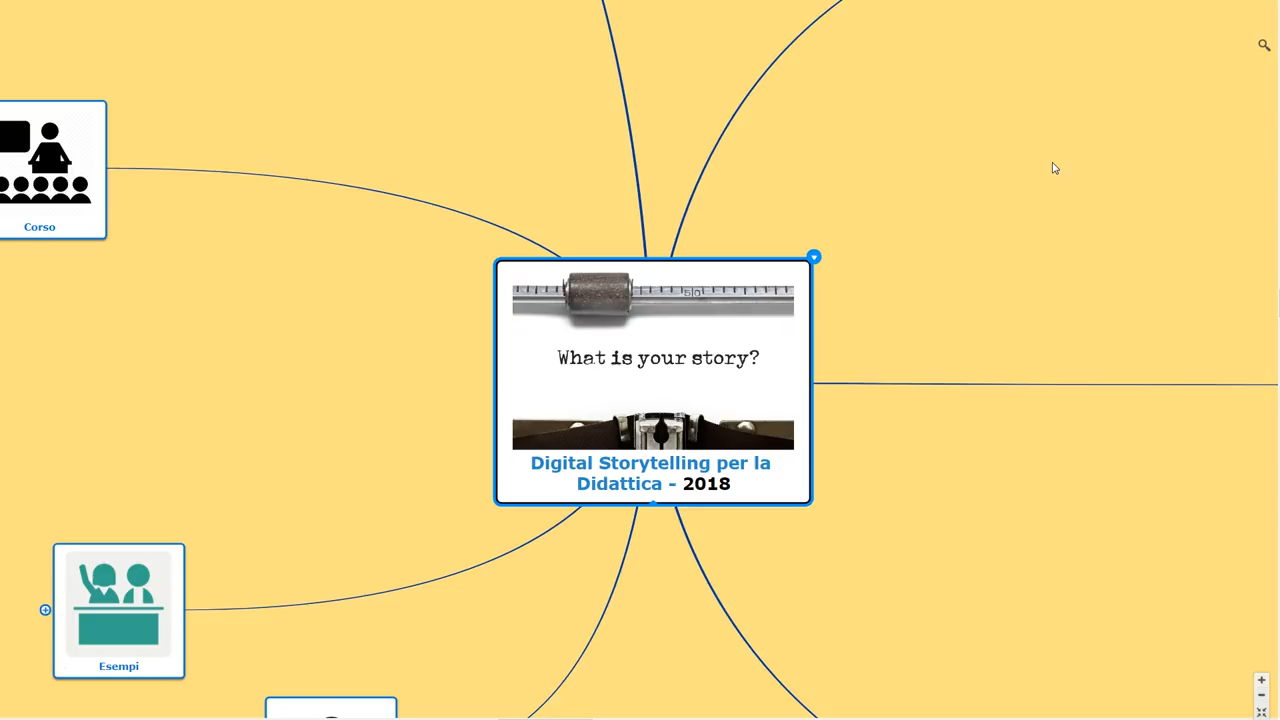 Corso
50
What is your story?
Digital Storytelling per la
Didattica - 2018
Esempi